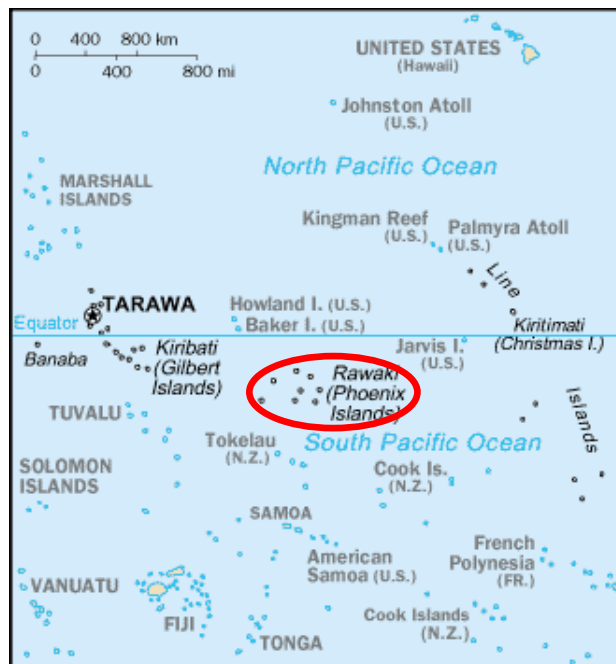 0 400 800 km
0 400 800 mi
UNITED STATES
(Hawaii)
Johnston Atoll
(U.S.)
North Pacific Ocean
MARSHALL
ISLANDS
Kingman Reef
(U.S.)
Palmyra Atoll
(U.S.)
Line
TARAWA
Howland I. (U.S.)
Equator
Baker I. (U.S.)
Kiritimati
(Christmas I.)
Banaba
Kiribati
(Gilbert
Islands)
Jarvis I.
(U.S.)
Rawaki
(Phoenix
Islands)
Islands
TUVALU
Tokelau
(N.Z.)
South Pacific Ocean
SOLOMON
ISLANDS
Cook Is.
(N.Z.)
SAMOA
American
Samoa (U.S.)
French
Polynesia
(FR.)
VANUATU
FIJI
TONGA
Cook Islands
(N.Z.)